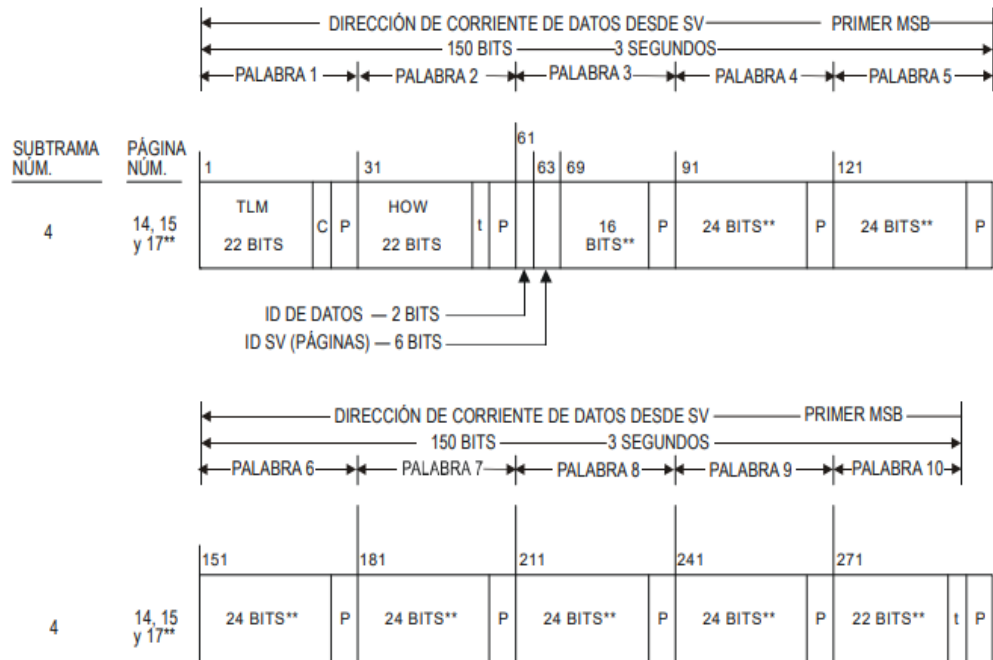 DIRECCIÓN DE CORRIENTE DE DATOS DESDE SV PRIMER MSB
150 BITS 3 SEGUNDOS
PALABRA 1 PALABRA 2 PALABRA 3 PALABRA 4 PALABRA 5
SUBTRAMA NÚM. PÁGINA NÚM.
1 31 61 63 69 91 121
4 14, 15 y 17** TLM 22 BITS C P HOW 22 BITS t P 16 BITS** P 24 BITS** P 24 BITS** P
ID DE DATOS — 2 BITS
ID SV (PÁGINAS) — 6 BITS
DIRECCIÓN DE CORRIENTE DE DATOS DESDE SV PRIMER MSB
150 BITS 3 SEGUNDOS
PALABRA 6 PALABRA 7 PALABRA 8 PALABRA 9 PALABRA 10
151 181 211 241 271
4 14, 15 y 17** 24 BITS** P 24 BITS** P 24 BITS** P 24 BITS** P 22 BITS** t P